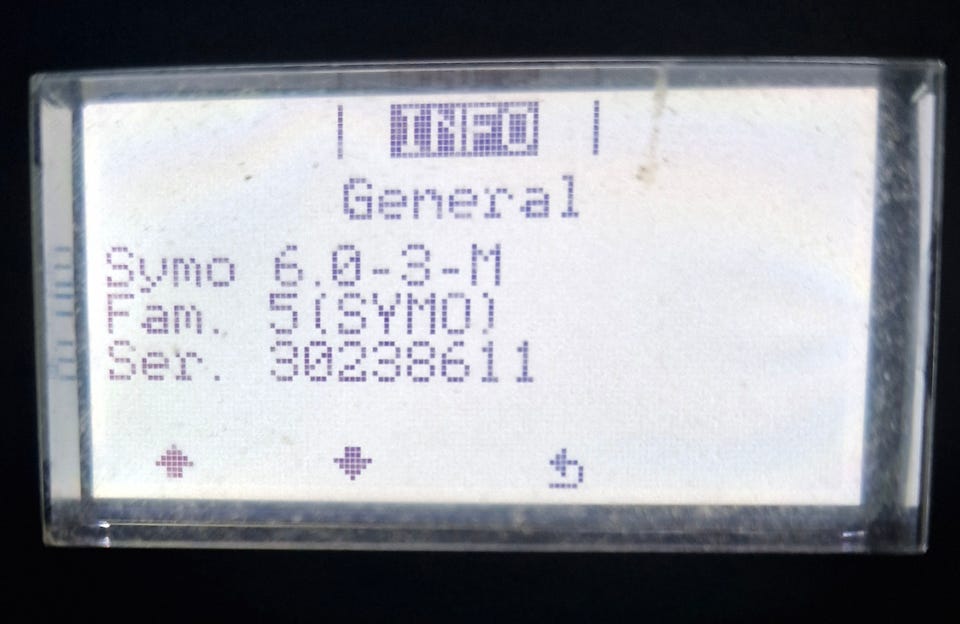 INFO
General
Symo 6.0-3-M
Fam. 5(SYMO)
Ser. 30238611